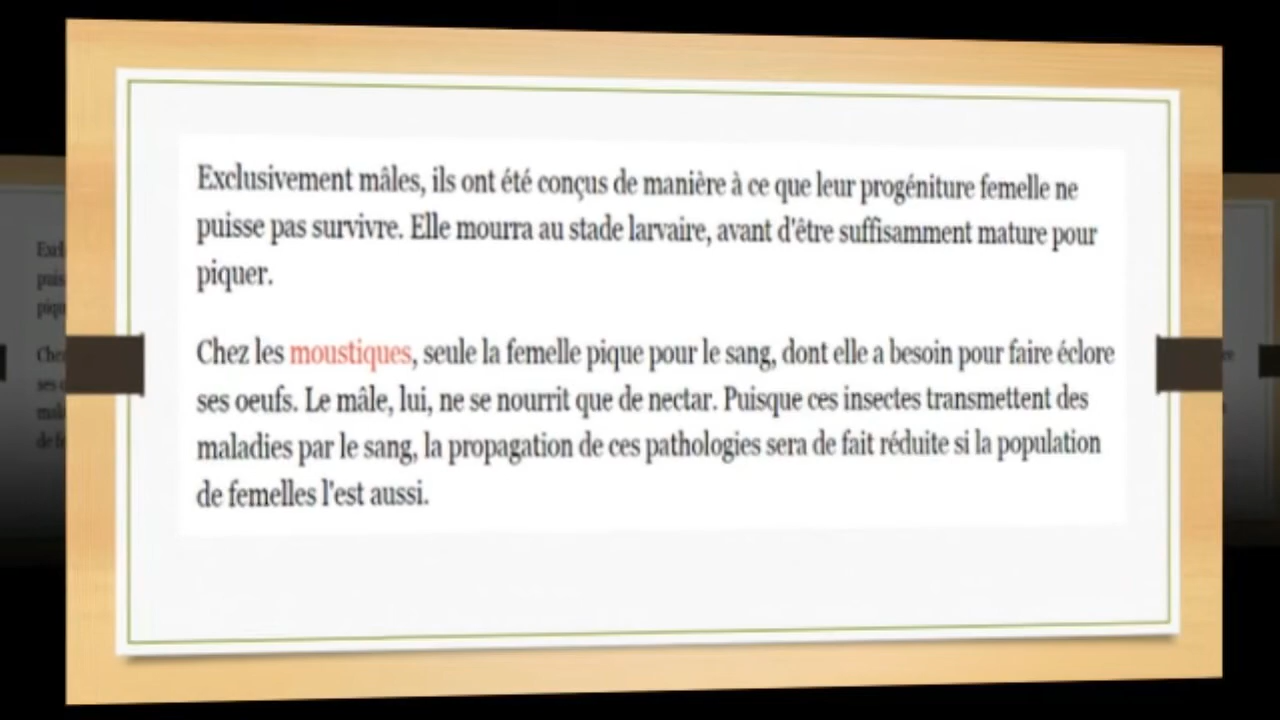 Exclusivement mâles, ils ont été conçus de manière à ce que leur progéniture femelle ne
puisse pas survivre. Elle mourra au stade larvaire, avant d'être suffisamment mature pour
piquer.
Chez les moustiques, seule la femelle pique pour le sang, dont elle a besoin pour faire éclore
ses oeufs. Le mâle, lui, ne se nourrit que de nectar. Puisque ces insectes transmettent des
maladies par le sang, la propagation de ces pathologies sera de fait réduite si la population
de femelles l'est aussi.